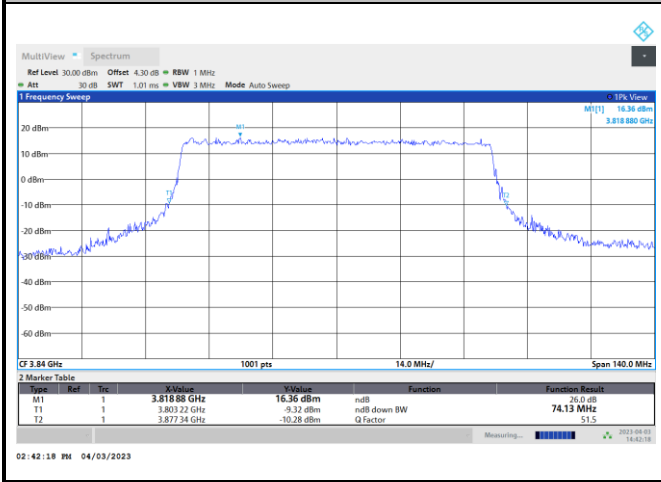 MultiView Spectrum
Ref Level 30.00 dBm Offset 4.30 dB RBW 1 MHz
Att 30 dB SWT 1.01 ms VBW 3 MHz Mode Auto Sweep
1 Frequency Sweep 1Pk View
M1[1] 16.36 dBm
3.818 880 GHz
M1
20 dBm
10 dBm
0 dBm
T1
T2
-10 dBm
-20 dBm
-30 dBm
-40 dBm
-50 dBm
-60 dBm
CF 3.84 GHz 1001 pts 14.0 MHz/ Span 140.0 MHz
2 Marker Table
Type Ref Trc X-Value Y-Value Function Function Result
M1 1 3.818 88 GHz 16.36 dBm ndB 26.0 dB
T1 1 3.803 22 GHz -9.32 dBm ndB down BW 74.13 MHz
T2 1 3.877 34 GHz -10.28 dBm Q Factor 51.5
Measuring... 2023-04-03
14:42:18
02:42:18 PM 04/03/2023